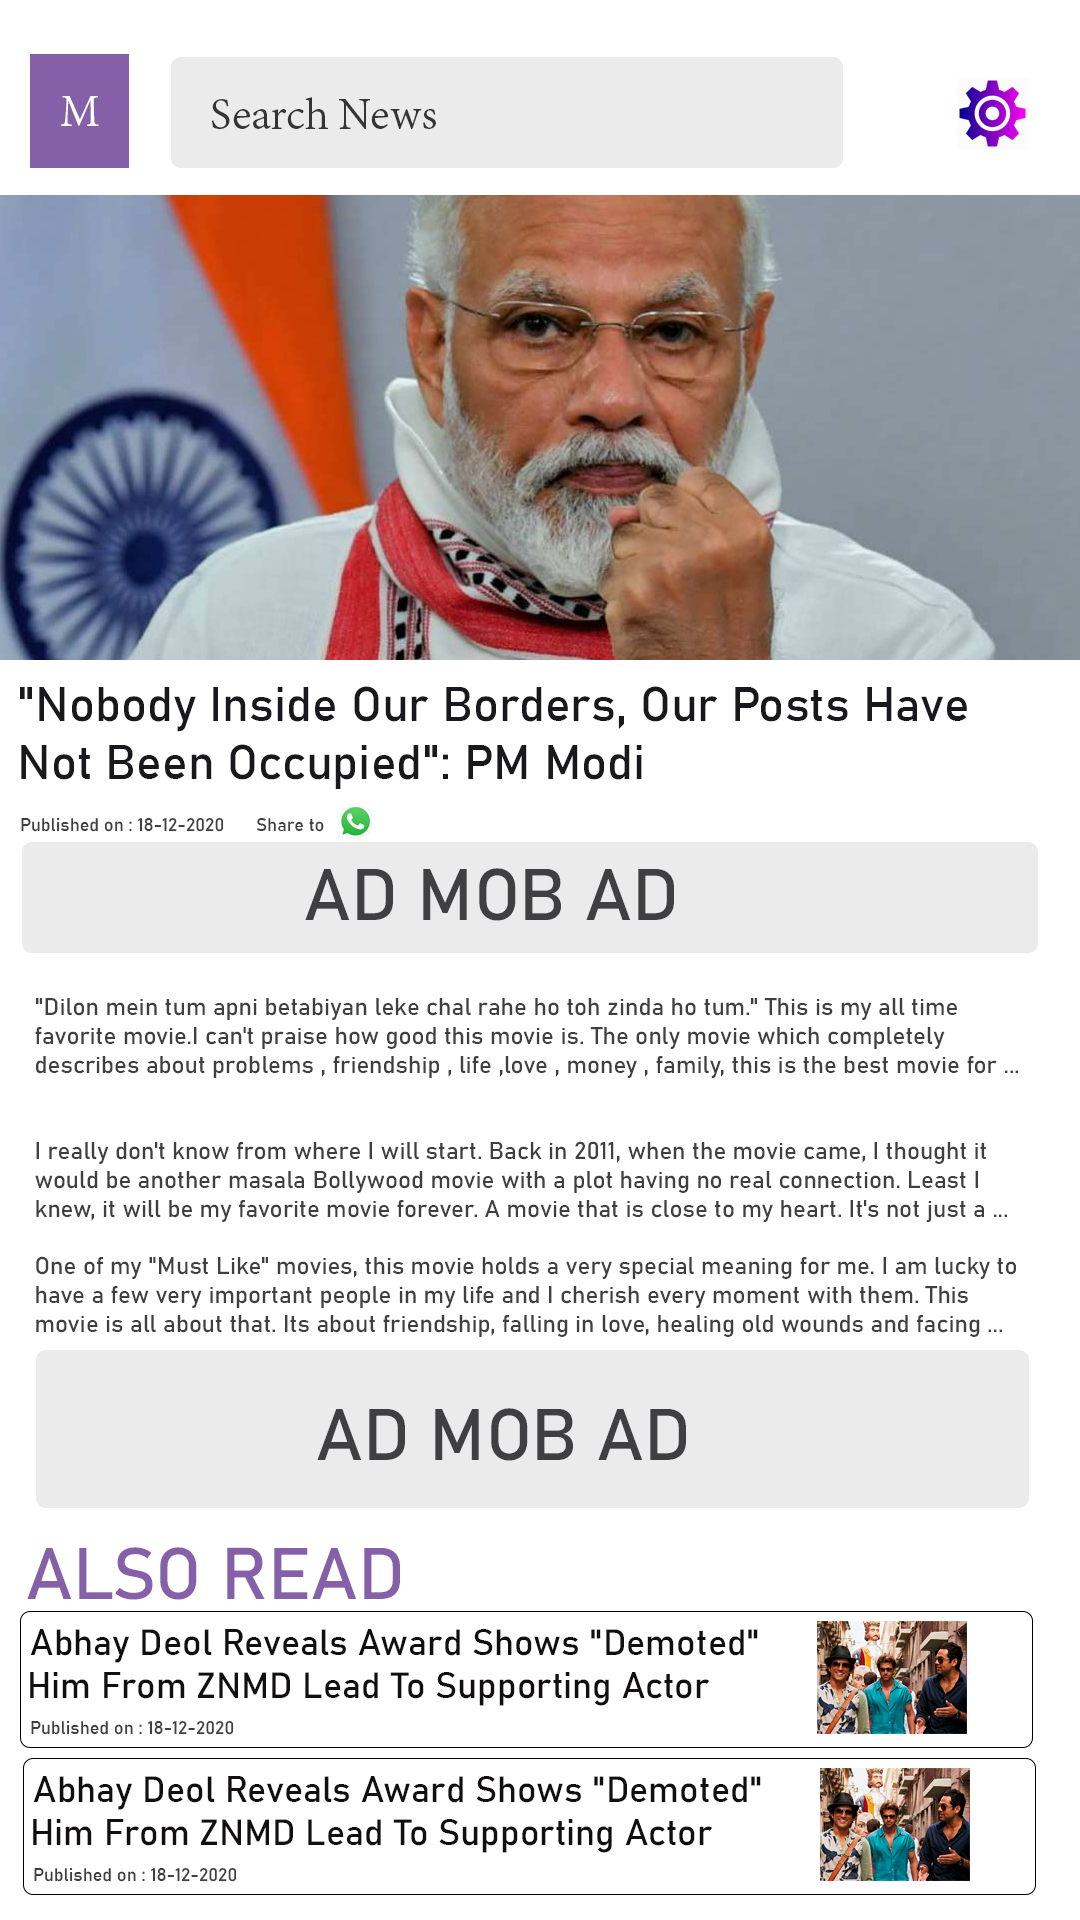 M
Search News
"Nobody Inside Our Borders, Our Posts Have
Not Been Occupied": PM Modi
Published on : 18-12-2020 Share to
AD MOB AD
"Dilon mein tum apni betabiyan leke chal rahe ho toh zinda ho tum." This is my all time
favorite movie.I can't praise how good this movie is. The only movie which completely
describes about problems , friendship , life ,love , money , family, this is the best movie for ...
I really don't know from where I will start. Back in 2011, when the movie came, I thought it
would be another masala Bollywood movie with a plot having no real connection. Least I
knew, it will be my favorite movie forever. A movie that is close to my heart. It's not just a ...
One of my "Must Like" movies, this movie holds a very special meaning for me. I am lucky to
have a few very important people in my life and I cherish every moment with them. This
movie is all about that. Its about friendship, falling in love, healing old wounds and facing ...
AD MOB AD
ALSO READ
Abhay Deol Reveals Award Shows "Demoted"
Him From ZNMD Lead To Supporting Actor
Published on : 18-12-2020
Abhay Deol Reveals Award Shows "Demoted"
Him From ZNMD Lead To Supporting Actor
Published on : 18-12-2020